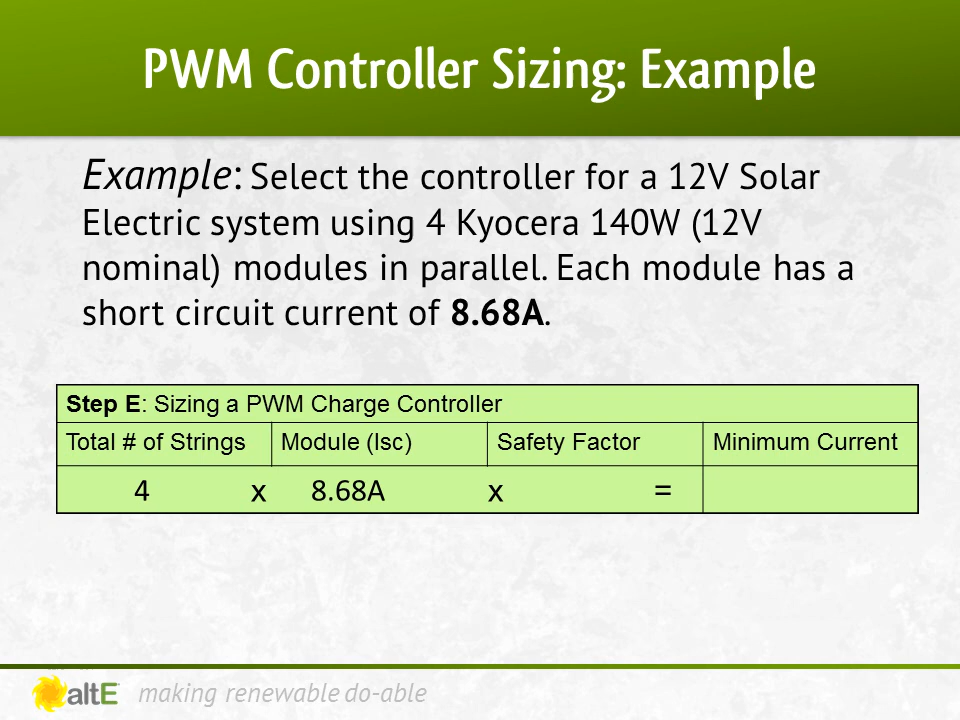 PWM Controller Sizing: Example
Example: Select the controller for a 12V Solar
Electric system using 4 Kyocera 140W (12V
nominal) modules in parallel. Each module has a
short circuit current of 8.68A.
Step E: Sizing a PWM Charge Controller
Total # of Strings Module (Isc) Safety Factor Minimum Current
4 x 8.68A x =
altE making renewable do-able